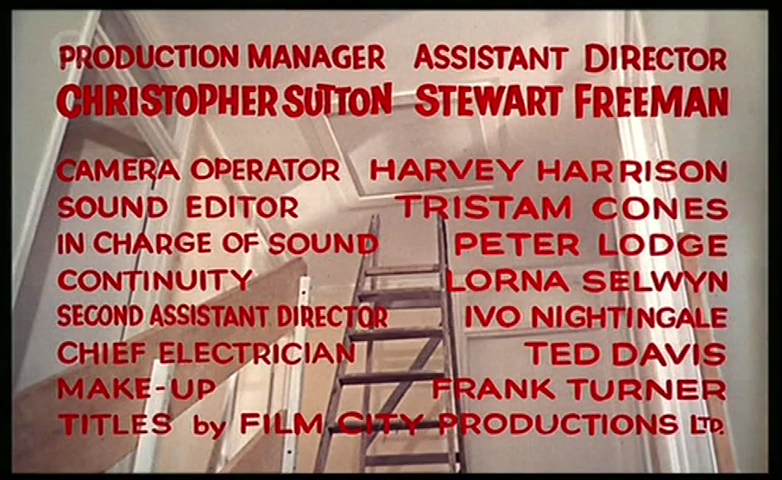 PRODUCTION MANAGER ASSISTANT DIRECTOR
CHRISTOPHER SUTTON STEWART FREEMAN
CAMERA OPERATOR HARVEY HARRISON
SOUND EDITOR TRISTAM CONES
IN CHARGE OF SOUND PETER LODGE
CONTINUITY LORNA SELWYN
SECOND ASSISTANT DIRECTOR IVO NIGHTINGALE
CHIEF ELECTRICIAN TED DAVIS
MAKE-UP FRANK TURNER
TITLES by FILM CITY PRODUCTIONS LTD.